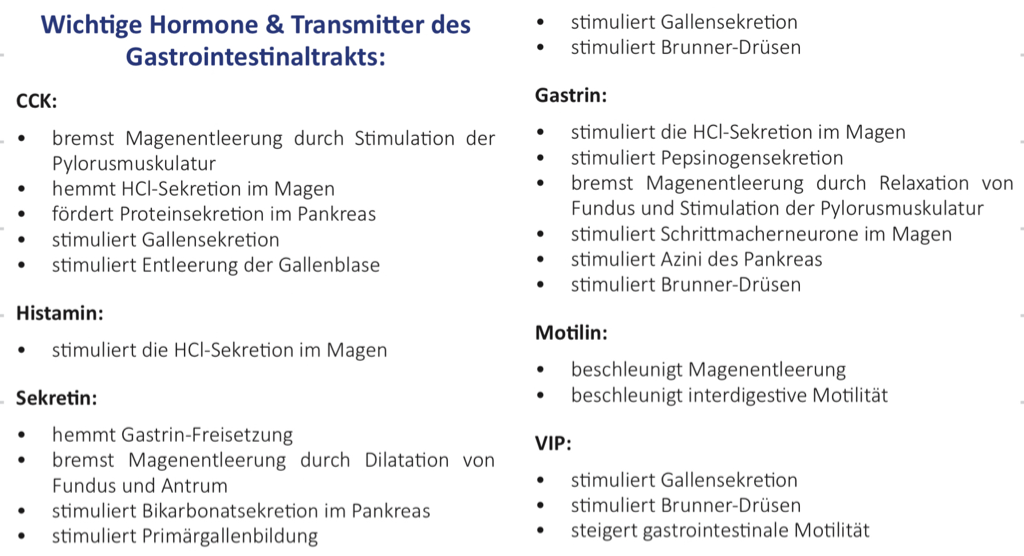 Wichtige Hormone & Transmitter des
Gastrointestinaltrakts:
CCK:
• bremst Magenentleerung durch Stimulation der
Pylorusmuskulatur
• hemmt HCl-Sekretion im Magen
• fördert Proteinsekretion im Pankreas
• stimuliert Gallensekretion
• stimuliert Entleerung der Gallenblase
Histamin:
• stimuliert die HCl-Sekretion im Magen
Sekretin:
• hemmt Gastrin-Freisetzung
• bremst Magenentleerung durch Dilatation von
Fundus und Antrum
• stimuliert Bikarbonatsekretion im Pankreas
• stimuliert Primärgallenbildung
• stimuliert Gallensekretion
• stimuliert Brunner-Drüsen
Gastrin:
• stimuliert die HCl-Sekretion im Magen
• stimuliert Pepsinogensekretion
• bremst Magenentleerung durch Relaxation von
Fundus und Stimulation der Pylorusmuskulatur
• stimuliert Schrittmacherneurone im Magen
• stimuliert Azini des Pankreas
• stimuliert Brunner-Drüsen
Motilin:
• beschleunigt Magenentleerung
• beschleunigt interdigestive Motilität
VIP:
• stimuliert Gallensekretion
• stimuliert Brunner-Drüsen
• steigert gastrointestinale Motilität